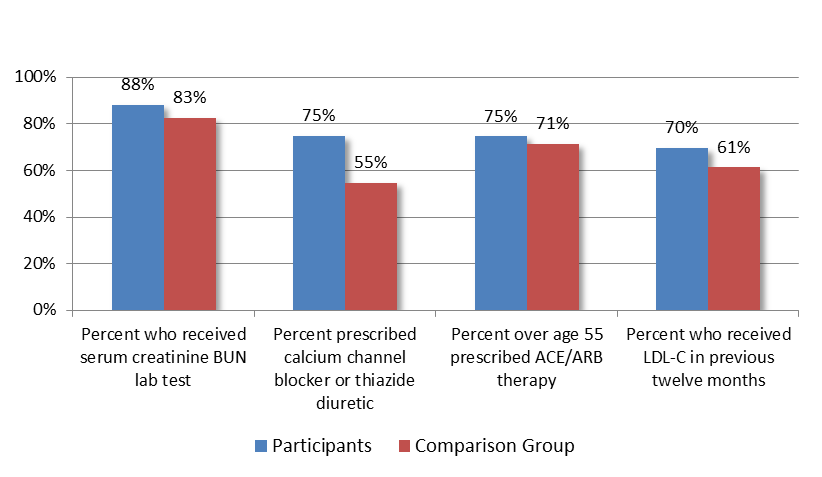 100%
80%
60%
40%
20%
0%
88%
83%
75%
55%
75%
71%
70%
61%
Percent who received
serum creatinine BUN
lab test
Percent prescribed
calcium channel
blocker or thiazide
diuretic
Percent over age 55
prescribed ACE/ARB
therapy
Percent who received
LDL-C in previous
twelve months
Participants
Comparison Group